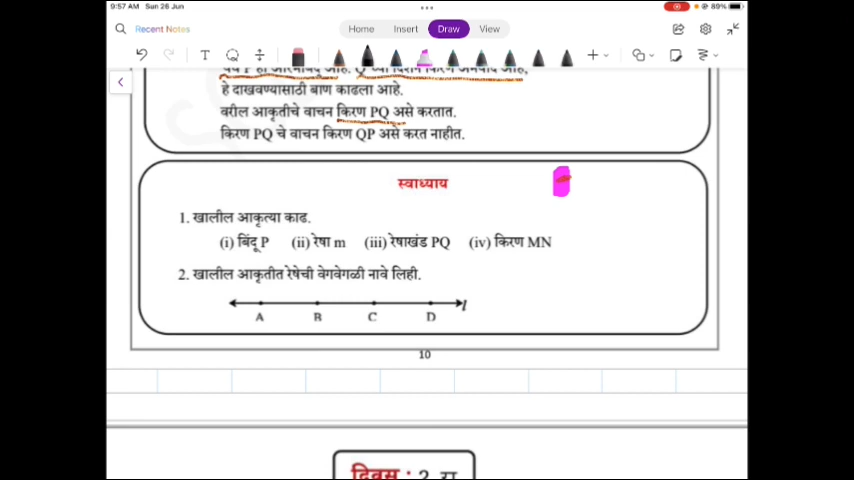 9:57 AM Sun 26 Jun
89%
Recent Notes
Home Insert Draw View
T
हे दाखवण्यासाठी बाण काढला आहे.
वरील आकृतीचे वाचन किरण PQ असे करतात.
किरण PQ चे वाचन किरण QP असे करत नाहीत.
स्वाध्याय
1. खालील आकृत्या काढ.
(i) बिंदू P (ii) रेषा m (iii) रेषाखंड PQ (iv) किरण MN
2. खालील आकृतीत रेषेची वेगवेगळी नावे लिही.
l
A B C D
10
दिवस : 2 रा